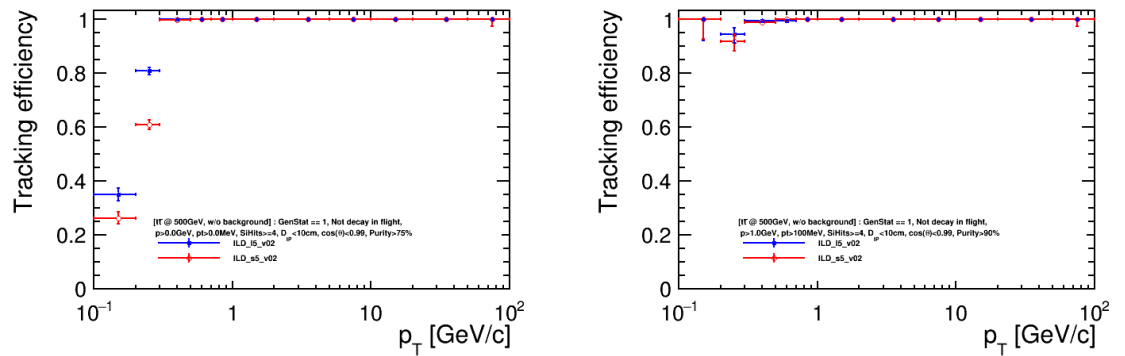 Tracking efficiency
1
0.8
0.6
0.4
0.2
0
[tt̄ @ 500GeV, w/o background] : GenStat == 1, Not decay in flight,
p>0.0GeV, pt>0.0MeV, SiHits>=4, D_IP<10cm, cos(θ)<0.99, Purity>75%
ILD_l5_v02
ILD_s5_v02
10⁻¹ 1 10 10²
p_T [GeV/c]
Tracking efficiency
1
0.8
0.6
0.4
0.2
0
[tt̄ @ 500GeV, w/o background] : GenStat == 1, Not decay in flight,
p>1.0GeV, pt>100MeV, SiHits>=4, D_IP<10cm, cos(θ)<0.99, Purity>90%
ILD_l5_v02
ILD_s5_v02
10⁻¹ 1 10 10²
p_T [GeV/c]